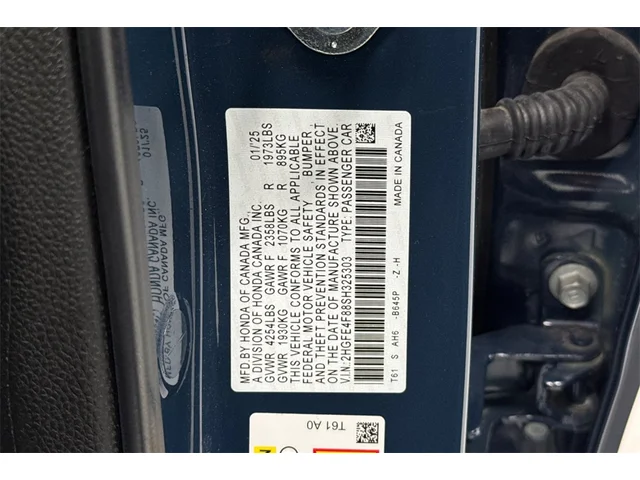 MFD.BY HONDA OF CANADA MFG., 01/'25
A DIVISION OF HONDA CANADA INC.
GVWR 4254LBS GAWR F 2358LBS R 1973LBS
GVWR 1930KG GAWR F 1070KG R 895KG
THIS VEHICLE CONFORMS TO ALL APPLICABLE
FEDERAL MOTOR VEHICLE SAFETY, BUMPER,
AND THEFT PREVENTION STANDARDS IN EFFECT
ON THE DATE OF MANUFACTURE SHOWN ABOVE.
V.I.N: 2HGFE4F88SH325303 TYPE: PASSENGER CAR
T61 S AH6 -B645P -Z -H MADE IN CANADA
T61 A0